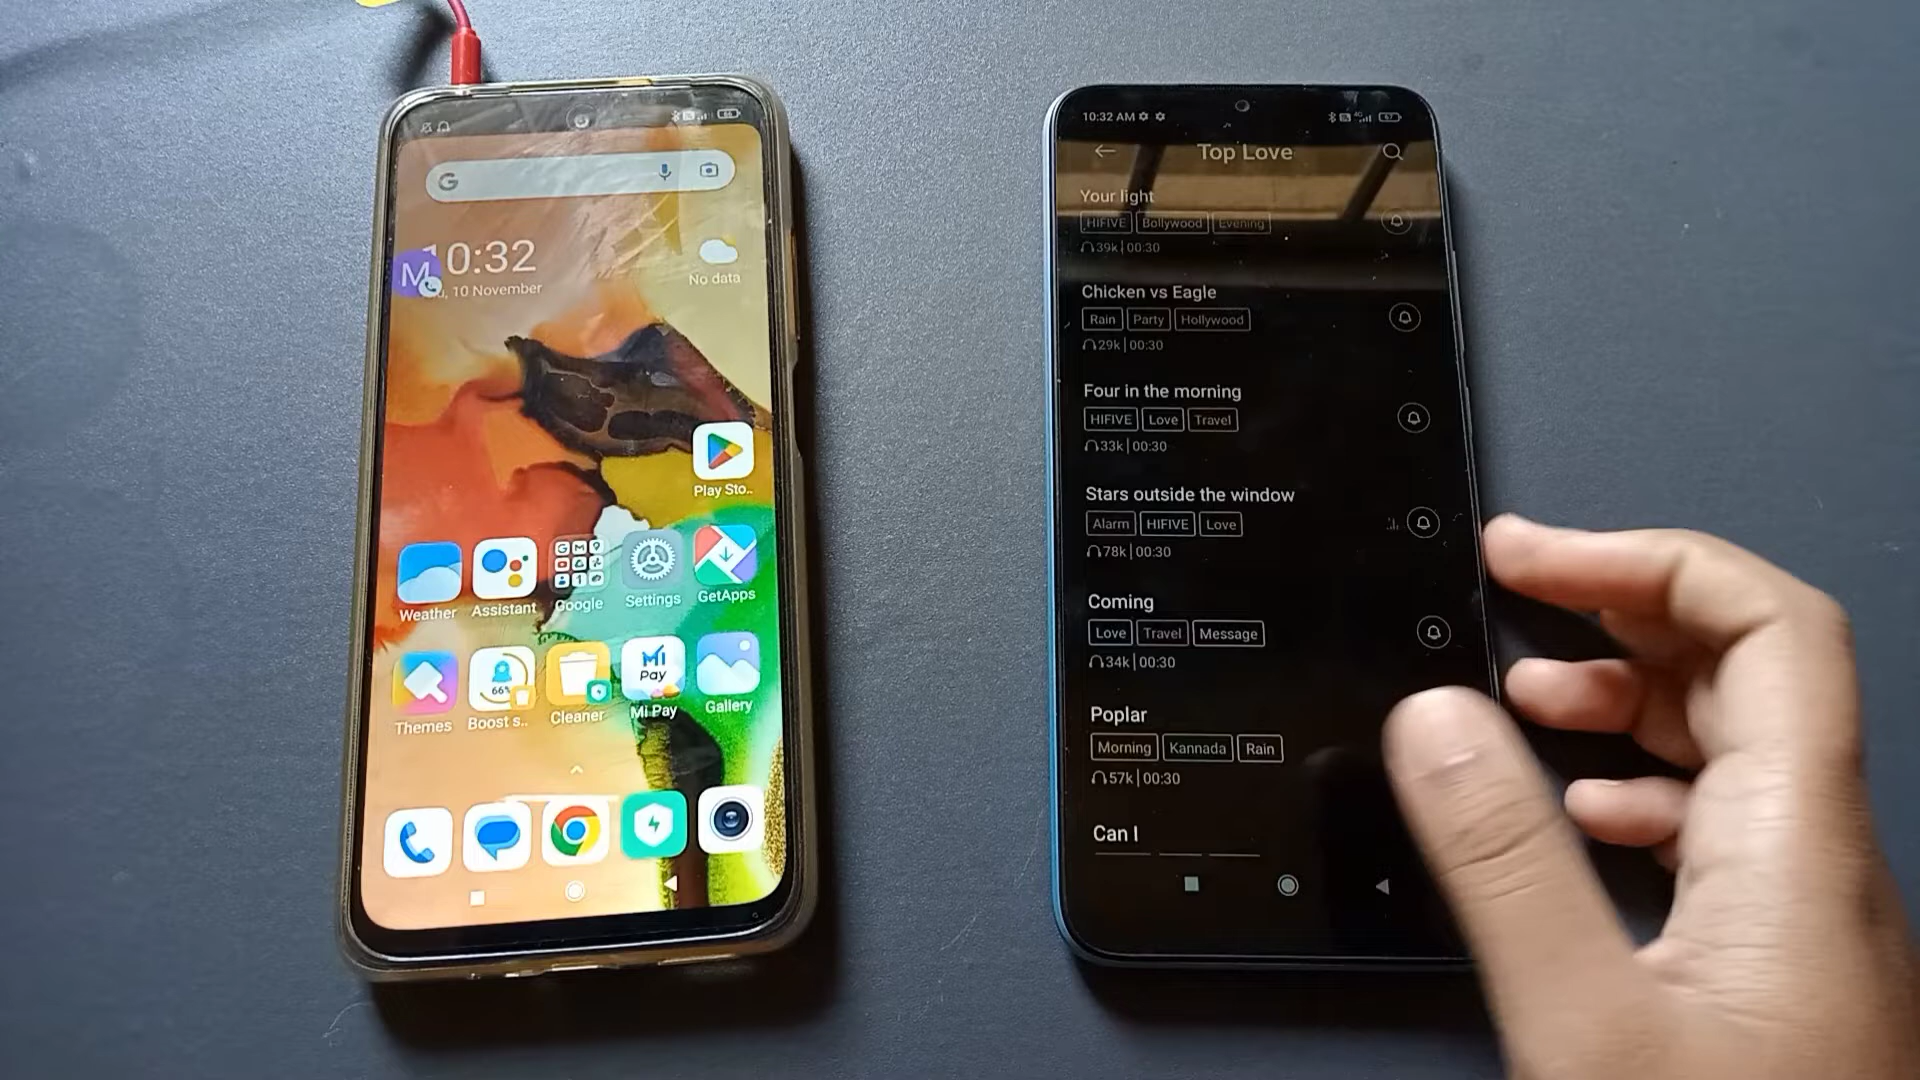 10:32
10 November
No data
M
Play Sto..
Weather
Assistant
Google
Settings
GetApps
66%
Mi Pay
Themes
Boost s..
Cleaner
Mi Pay
Gallery
10:32 AM
67
Top Love
Your light
HIFIVE Bollywood Evening
39k | 00:30
Chicken vs Eagle
Rain Party Hollywood
29k | 00:30
Four in the morning
HIFIVE Love Travel
33k | 00:30
Stars outside the window
Alarm HIFIVE Love
78k | 00:30
Coming
Love Travel Message
34k | 00:30
Poplar
Morning Kannada Rain
57k | 00:30
Can I